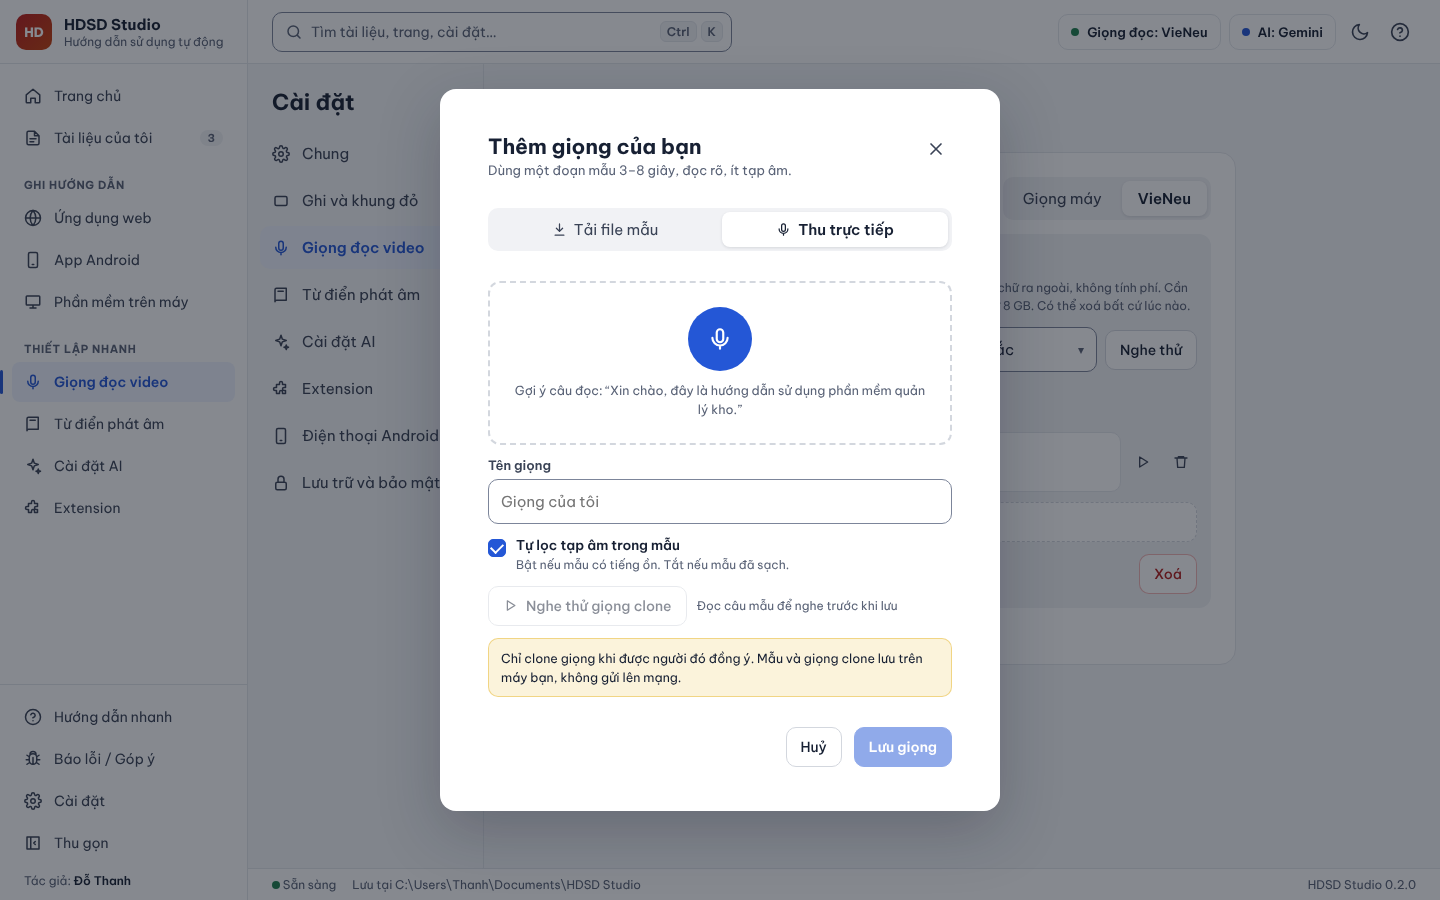 HD
HDSD Studio
Hướng dẫn sử dụng tự động
Tìm tài liệu, trang, cài đặt...
Ctrl
K
Giọng đọc: VieNeu
AI: Gemini
Trang chủ
Tài liệu của tôi
3
GHI HƯỚNG DẪN
Ứng dụng web
App Android
Phần mềm trên máy
THIẾT LẬP NHANH
Giọng đọc video
Từ điển phát âm
Cài đặt AI
Extension
Hướng dẫn nhanh
Báo lỗi / Góp ý
Cài đặt
Thu gọn
Tác giả: Đỗ Thanh
Cài đặt
Chung
Ghi và khung đỏ
Giọng đọc video
Từ điển phát âm
Cài đặt AI
Extension
Điện thoại Android
Lưu trữ và bảo mật
Thêm giọng của bạn
Dùng một đoạn mẫu 3–8 giây, đọc rõ, ít tạp âm.
Tải file mẫu
Thu trực tiếp
Gợi ý câu đọc: “Xin chào, đây là hướng dẫn sử dụng phần mềm quản
lý kho.”
Tên giọng
Giọng của tôi
Tự lọc tạp âm trong mẫu
Bật nếu mẫu có tiếng ồn. Tắt nếu mẫu đã sạch.
Nghe thử giọng clone
Đọc câu mẫu để nghe trước khi lưu
Chỉ clone giọng khi được người đó đồng ý. Mẫu và giọng clone lưu trên
máy bạn, không gửi lên mạng.
Huỷ
Lưu giọng
Giọng máy
VieNeu
chữ ra ngoài, không tính phí. Cần
8 GB. Có thể xoá bất cứ lúc nào.
Nghe thử
Xoá
Sẵn sàng
Lưu tại C:\Users\Thanh\Documents\HDSD Studio
HDSD Studio 0.2.0